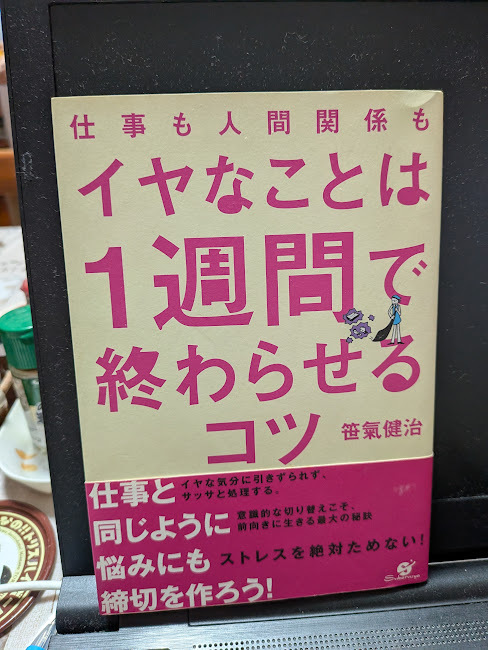 仕事も人間関係も
イヤなことは
1週間で
終わらせる
コツ
笹氣健治
仕事と
同じように
悩みにも
締切を作ろう!
イヤな気分に引きずられず、
サッサと処理する。
意識的な切り替えこそ、
前向きに生きる最大の秘訣
ストレスを絶対ためない!